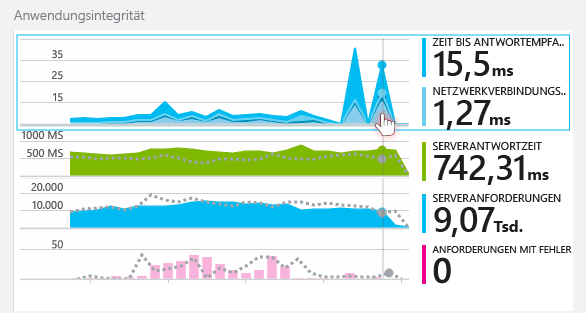 Anwendungsintegrität
35
25
15
ZEIT BIS ANTWORTEMPFA..
15,5ms
NETZWERKVERBINDUNGS..
1,27ms
1000 MS
500 MS
SERVERANTWORTZEIT
742,31ms
20.000
10.000
SERVERANFORDERUNGEN
9,07Tsd.
50
ANFORDERUNGEN MIT FEHLER
0